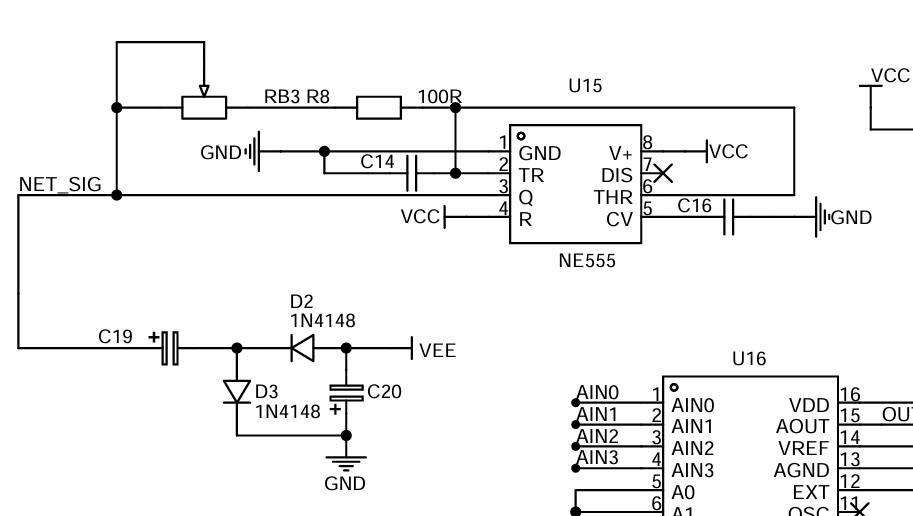 VCC
RB3 R8 100R
U15
GND
C14
1 GND
2 TR
3 Q
4 R
V+ 8 VCC
DIS 7
THR 6
CV 5
C16
GND
NET_SIG
VCC
NE555
D2
1N4148
C19 +
VEE
D3
1N4148
C20
+
GND
U16
AIN0 1 AIN0 VDD 16
AIN1 2 AIN1 AOUT 15 OUT
AIN2 3 AIN2 VREF 14
AIN3 4 AIN3 AGND 13
5 A0 EXT 12
6 A1 OSC 11